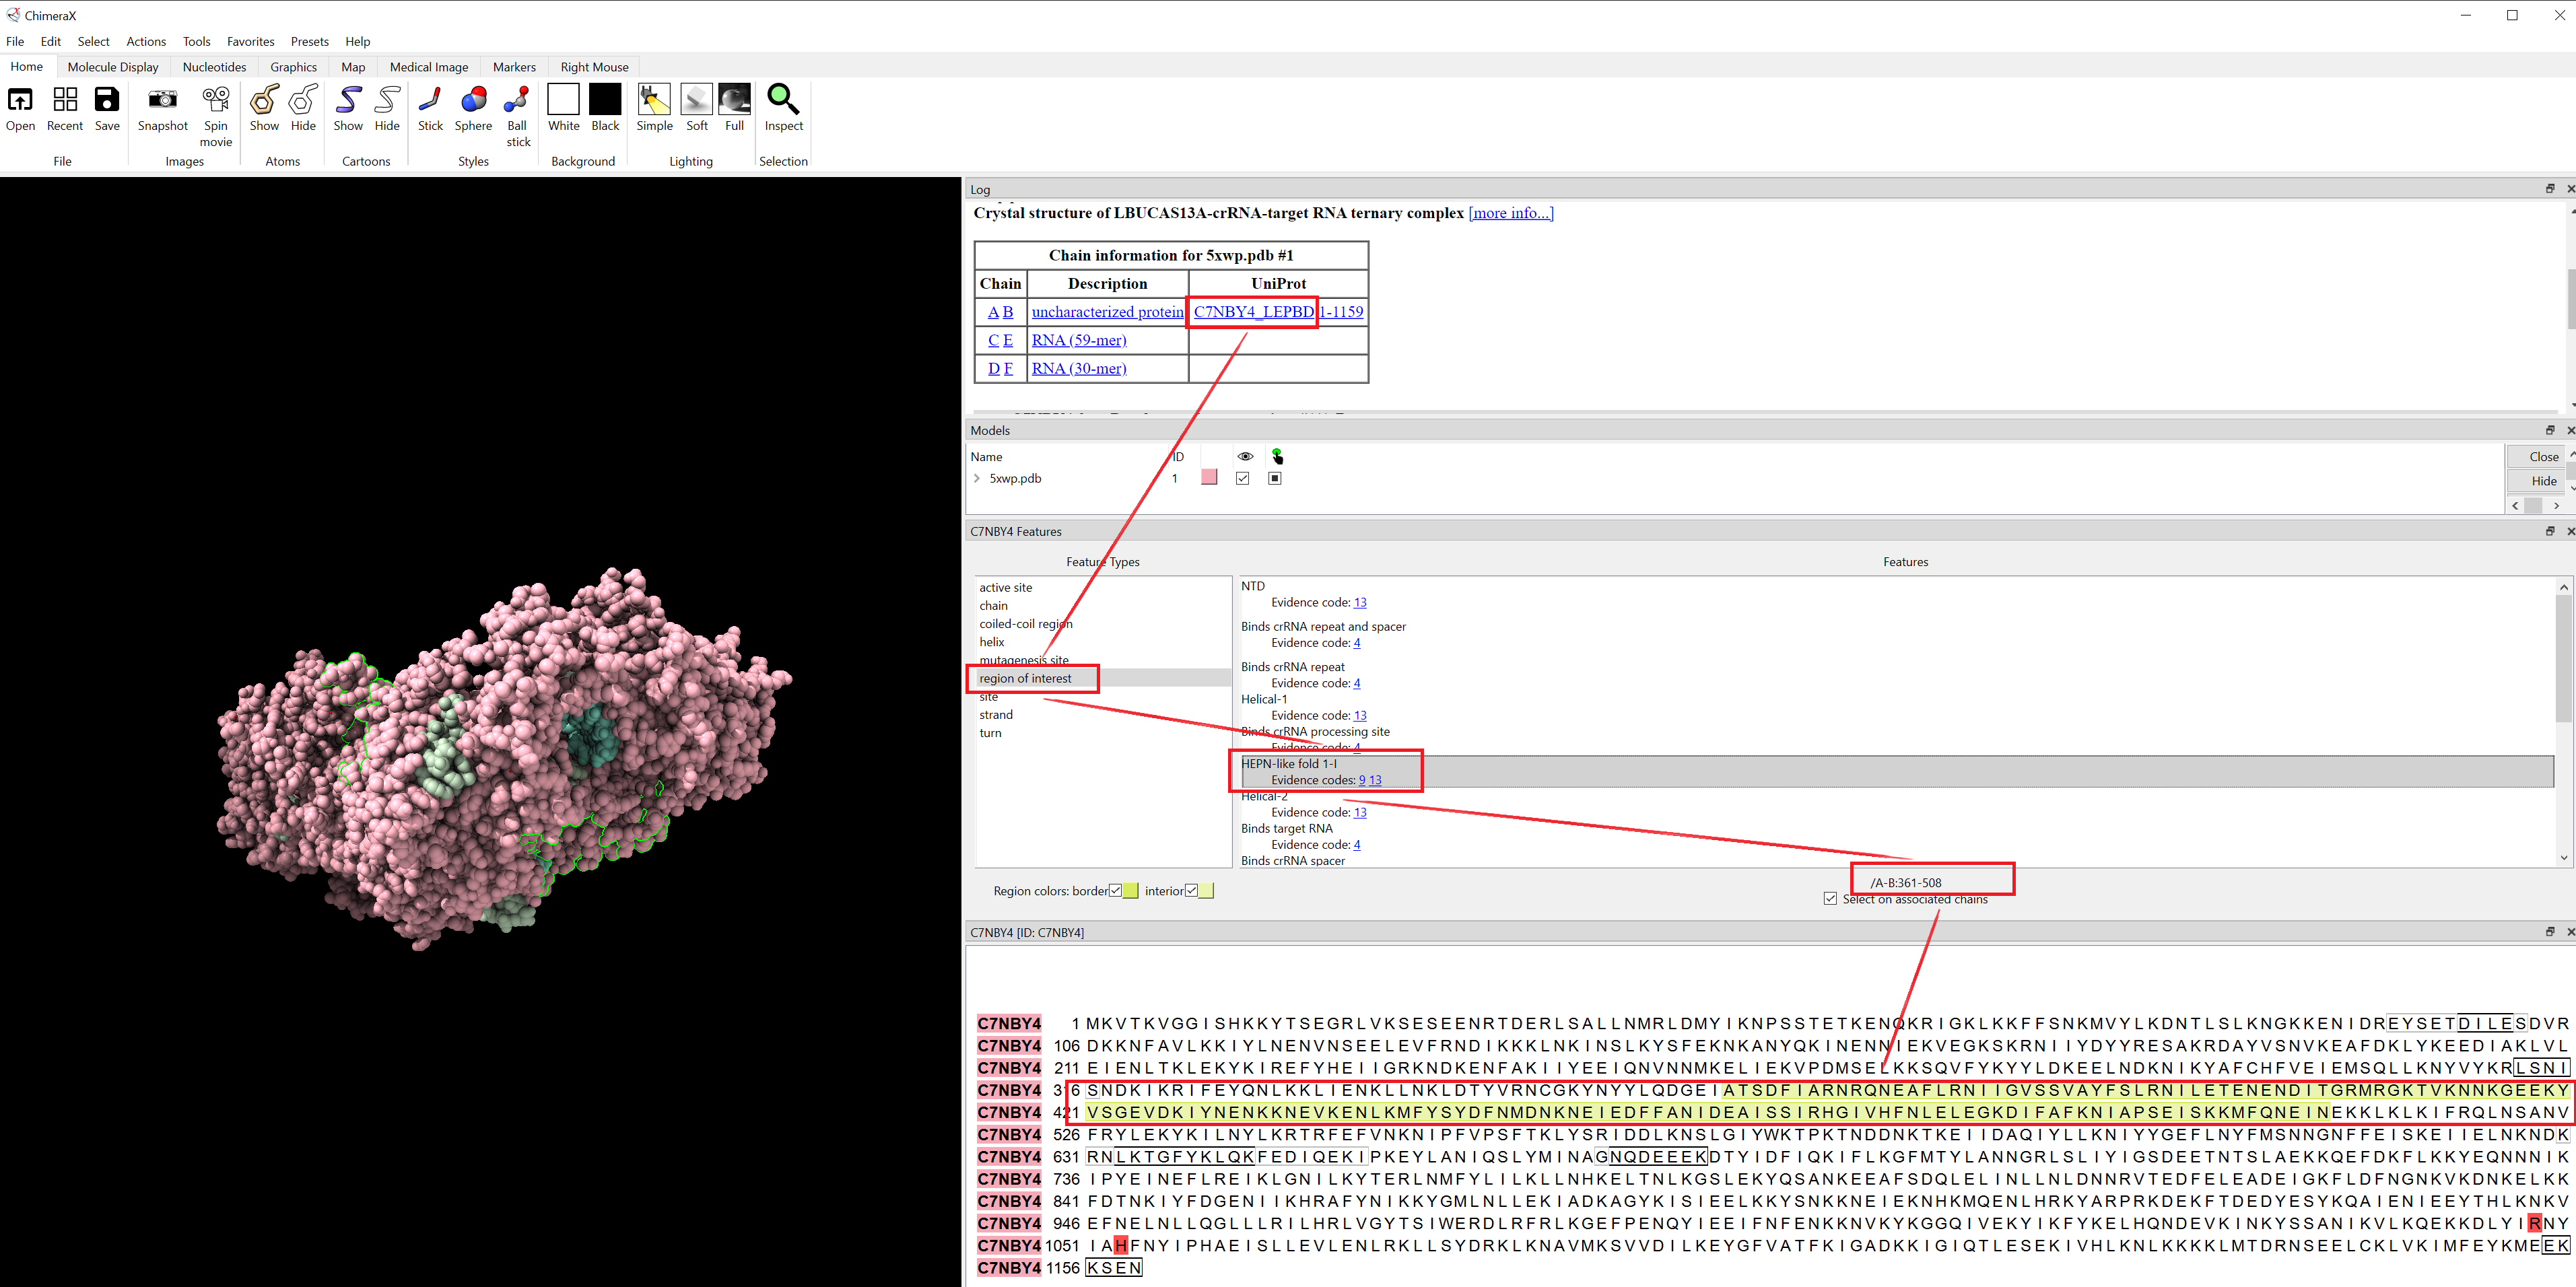 ChimeraX
File Edit Select Actions Tools Favorites Presets Help
Home Molecule Display Nucleotides Graphics Map Medical Image Markers Right Mouse
Open Recent Save Snapshot Spin movie Show Hide Show Hide Stick Sphere Ball stick White Black Simple Soft Full Inspect
File Images Atoms Cartoons Styles Background Lighting Selection
Log
Crystal structure of LBUCAS13A-crRNA-target RNA ternary complex [more info...]
Chain information for 5xwp.pdb #1
Chain Description UniProt
A B uncharacterized protein C7NBY4_LEPBD 1-1159
C E RNA (59-mer)
D F RNA (30-mer)
Models
Name ID
5xwp.pdb 1
Close
Hide
C7NBY4 Features
Feature Types
active site
chain
coiled-coil region
helix
mutagenesis site
region of interest
site
strand
turn
Features
NTD
Evidence code: 13
Binds crRNA repeat and spacer
Evidence code: 4
Binds crRNA repeat
Evidence code: 4
Helical-1
Evidence code: 13
Binds crRNA processing site
Evidence code: 4
HEPN-like fold 1-I
Evidence codes: 9 13
Helical-2
Evidence code: 13
Binds target RNA
Evidence code: 4
Binds crRNA spacer
Region colors: border interior
/A-B:361-508
Select on associated chains
C7NBY4 [ID: C7NBY4]
C7NBY4 1 MKVTKVGGISHKKYTSEGRLVKSESEENRTDERLSALLNMRLDMYIKNPSSTETKENQKRIGKLKKFFSNKMVYLKDNTLSLKNGKKENIDREYSETDILESDVR
C7NBY4 106 DKKNFAVLKKIYLNENVNSEELEVFRNDIKKKLNKINSLKYSFEKNKANYQKINENNIEKVEGKSKRNIIYDYYRESAKRDAYVSNVKEAFDKLYKEEDIAKLVL
C7NBY4 211 EIENLTKLEKYKIREFYHEIIGRKNDKENFAKIIYEEIQNVNNMKELIEKVPDMSELKKSQVFYKYYLDKEELNDKNIKYAFCHFVEIEMSQLLKNYVYKRLSNI
C7NBY4 316 SNDKIKRIFEYQNLKKLIENKLLNKLDTYVRNCGKYNYYLQDGEIATSDFIARNRQNEAFLRNIIGVSSVAYFSLRNILETENENDITGRMRGKTVKNNKGEEKY
C7NBY4 421 VSGEVDKIYNENKKNEVKENLKMFYSYDFNMDNKNEIEDFFANIDEAISSIRHGIVHFNLELEGKDIFAFKNIAPSEISKKMFQNEINEKKLKLKIFRQLNSANV
C7NBY4 526 FRYLEKYKILNYLKRTRFEFVNKNIPFVPSFTKLYSRIDDLKNSLGIYWKTPKTNDDNKTKEIIDAQIYLLKNIYYGEFLNYFMSNNGNFFEISKEIIELNKNDK
C7NBY4 631 RNLKTGFYKLQKFEDIQEKIPKEYLANIQSLYMINAGNQDEEEKDTYIDFIQKIFLKGFMTYLANNGRLSLIYIGSDEETNTSLAEKKQEFDKFLKKYEQNNNIK
C7NBY4 736 IPYEINEFLREIKLGNILKYTERLNMFYLILKLLNHKELTNLKGSLEKYQSANKEEAFSDQLELINLLNLDNNRVTEDFELEADEIGKFLDFNGNKVKDNKELKK
C7NBY4 841 FDTNKIYFDGENIIKHRAFYNIKKYGMLNLLEKIADKAGYKISIEELKKYSNKKNEIEKNHKMQENLHRKYARPRKDEKFTDEDYESYKQAIENIEEYTHLKNKV
C7NBY4 946 EFNELNLLQGLLLRILHRLVGYTSIWERDLRFRLKGEFPENQYIEEIFNFENKKNVKYKGGQIVEKYIKFYKELHQNDEVKINKYSSANIKVLKQEKKDLYIRNY
C7NBY4 1051 IAHFNYIPHAEISLLEVLENLRKLLSYDRKLKNAVMKSVVDILKEYGFVATFKIGADKKIGIQTLESEKIVHLKNLKKKKLMTDRNSEELCKLVKIMFEYKMEEK
C7NBY4 1156 KSEN